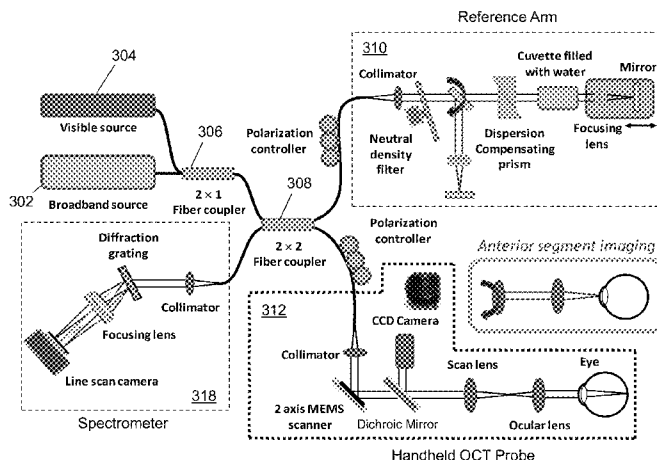 Reference Arm
304
310
Collimator
Cuvette filled
with water
Mirror
Visible source
306
Polarization
controller
Neutral
density
filter
Dispersion
Compensating
prism
Focusing
lens
302
Broadband source
2 × 1
Fiber coupler
308
2 × 2
Fiber coupler
Polarization
controller
Diffraction
grating
Collimator
Anterior segment imaging
312
CCD Camera
Focusing lens
Collimator
Scan lens
Eye
Line scan camera
318
2 axis MEMS
scanner
Dichroic Mirror
Ocular lens
Spectrometer
Handheld OCT Probe